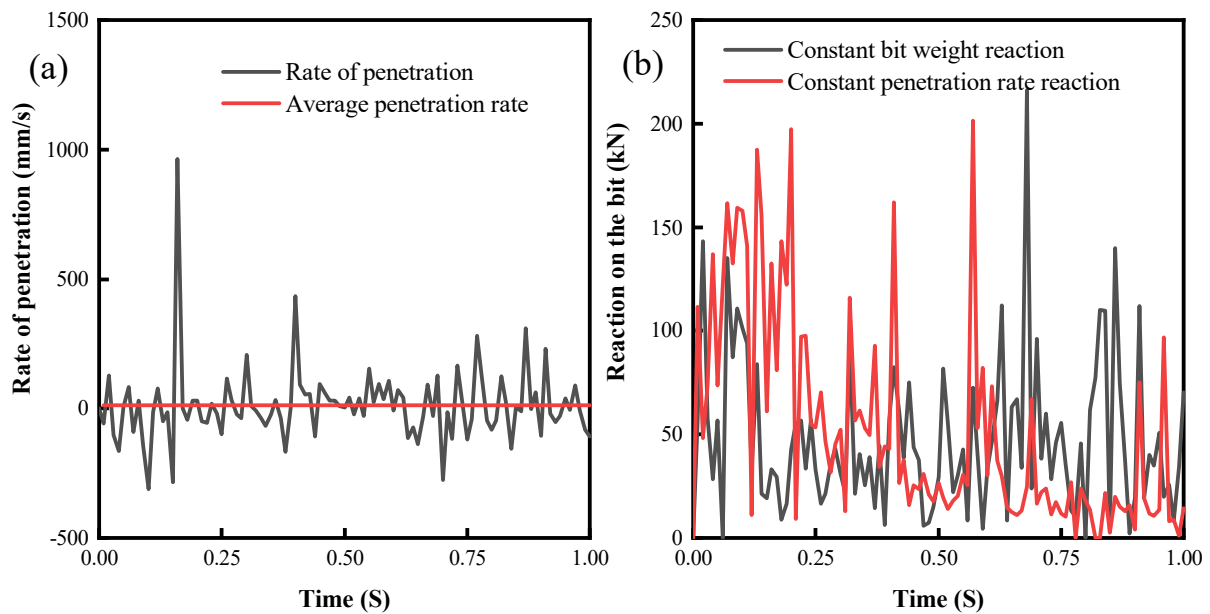 (a)
Rate of penetration
Average penetration rate
Rate of penetration (mm/s)
1500
1000
500
0
-500
0.00
0.25
0.50
0.75
1.00
Time (S)
(b)
Constant bit weight reaction
Constant penetration rate reaction
Reaction on the bit (kN)
250
200
150
100
50
0
0.00
0.25
0.50
0.75
1.00
Time (S)